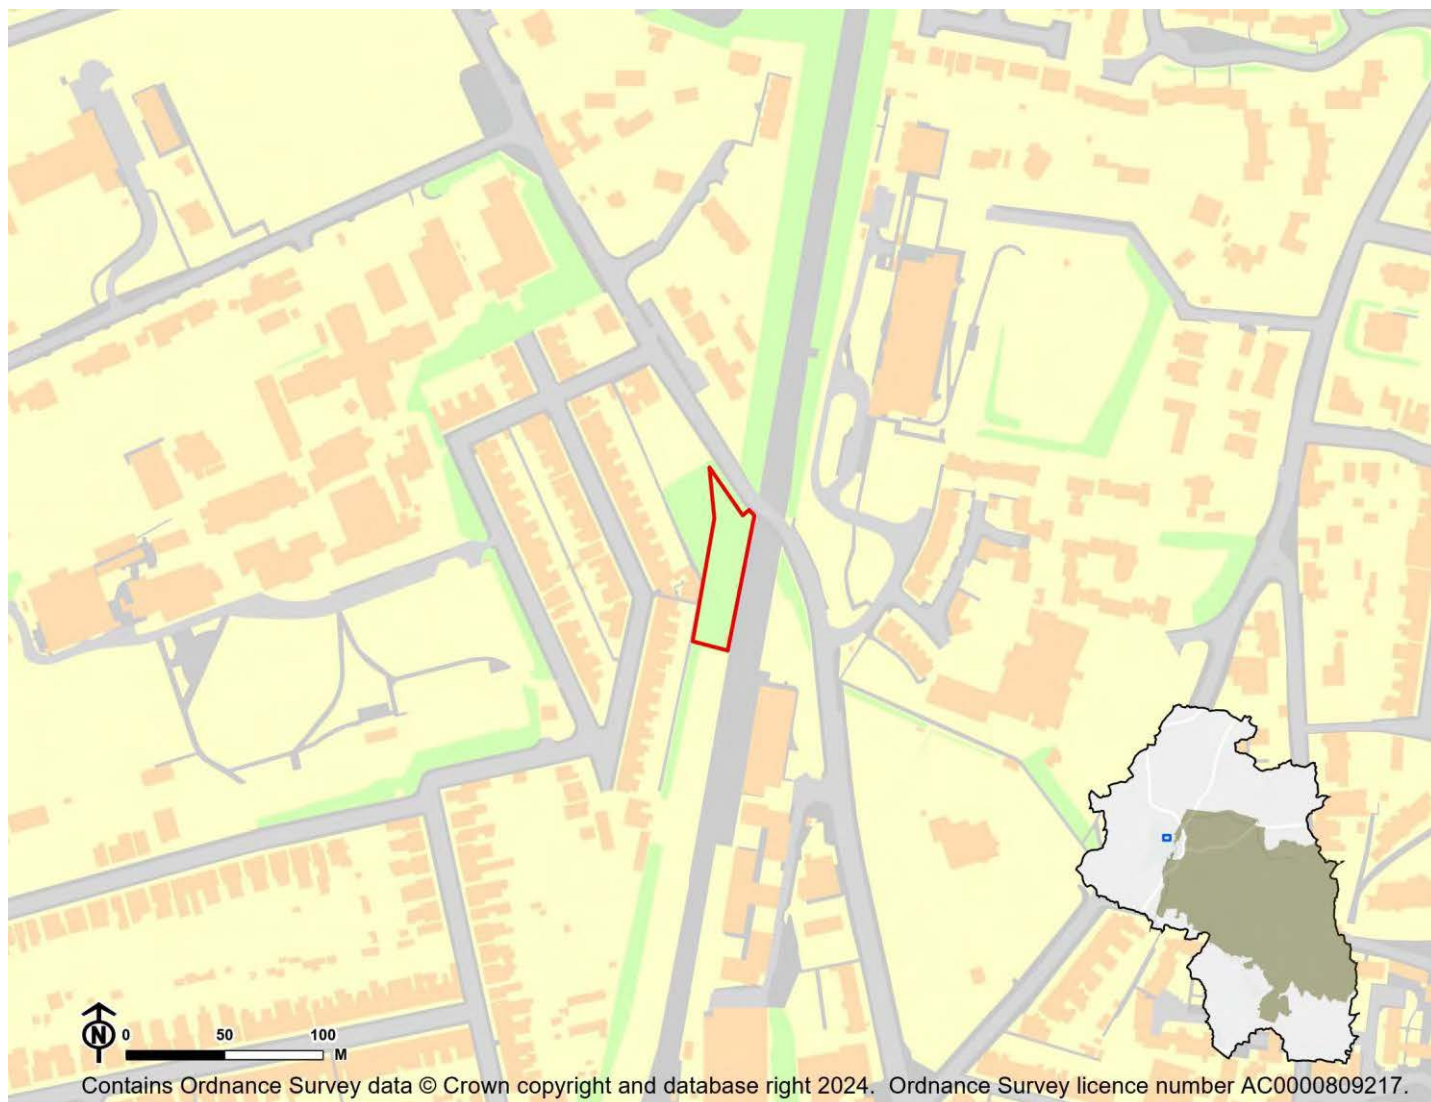 N 0 50 100
M
Contains Ordnance Survey data © Crown copyright and database right 2024. Ordnance Survey licence number AC0000809217.